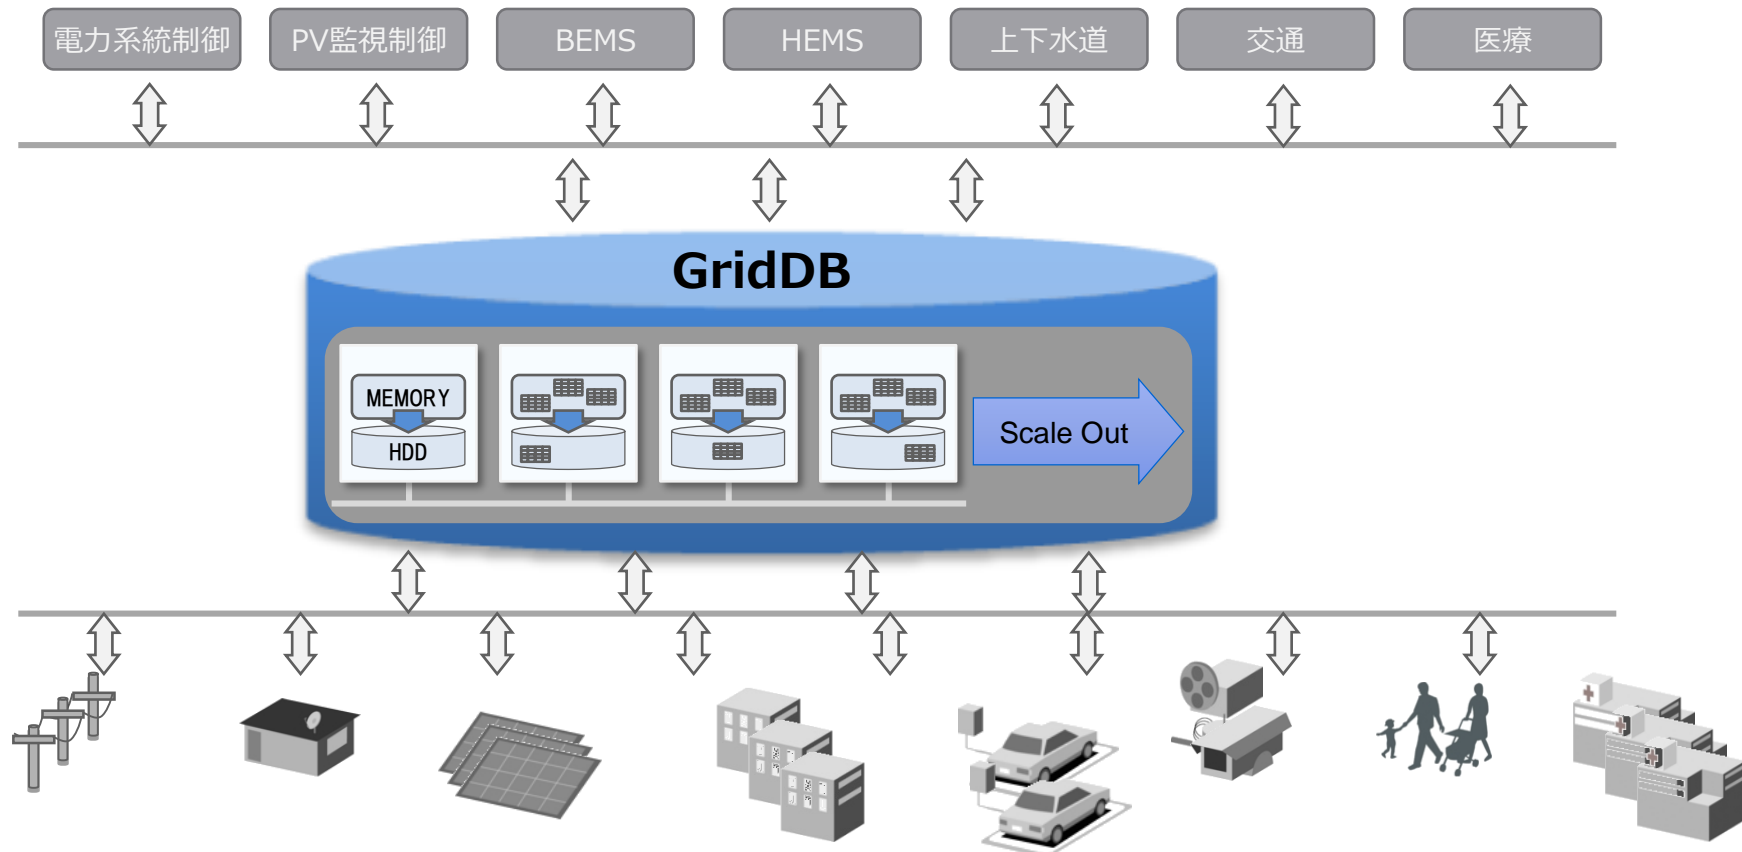 電力系統制御
PV監視制御
BEMS
HEMS
上下水道
交通
医療
GridDB
MEMORY
HDD
Scale Out